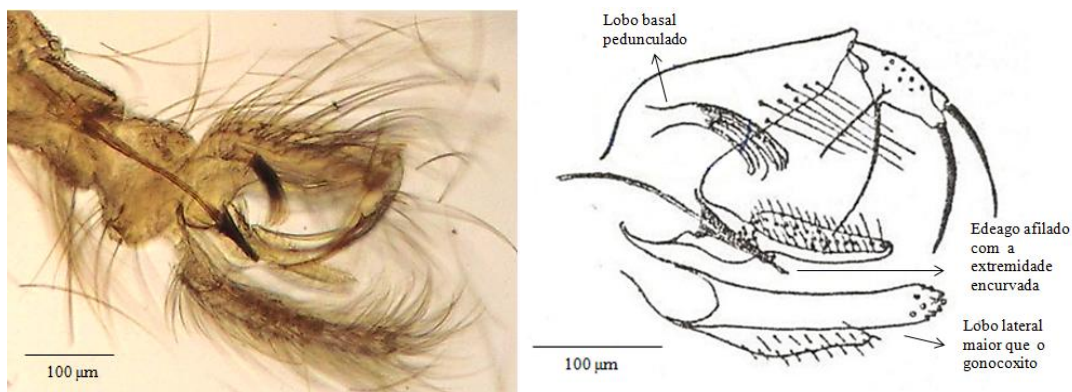 Lobo basal
pedunculado
Edeago afilado
com a
extremidade
encurvada
Lobo lateral
maior que o
gonocoxito
100 µm
100 µm